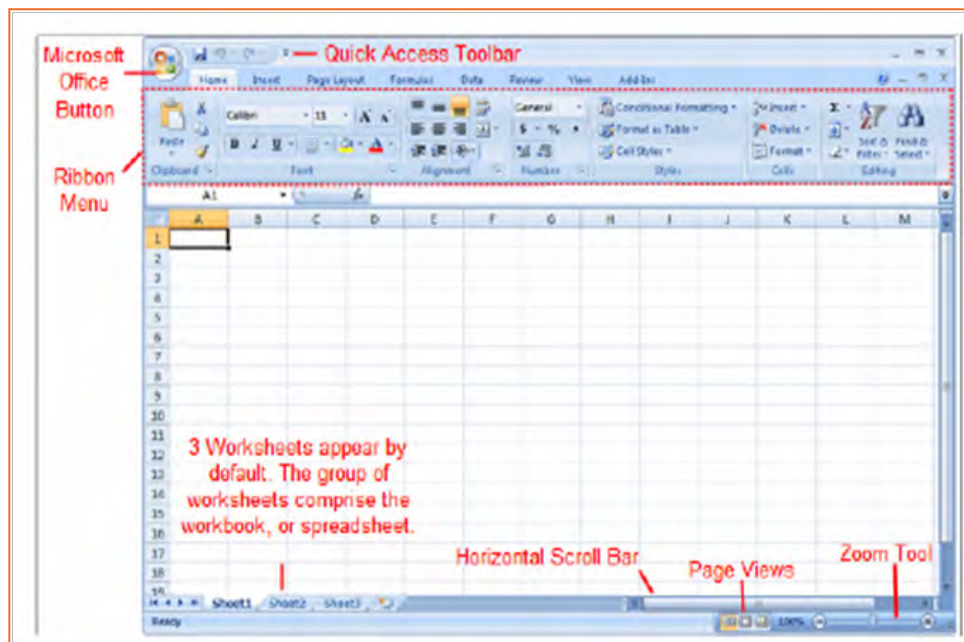 Microsoft Office Button
Quick Access Toolbar
Home Insert Page Layout Formulas Data Review View Add-Ins
Ribbon Menu
Calibri 11 General Conditional Formatting Insert Σ
Paste B I U A $ % , Format as Table Delete Sort & Filter Find & Select
Cell Styles Format
Clipboard Font Alignment Number Styles Cells Editing
A1 fx
A B C D E F G H I J K L M
1
2
3
4
5
6
7
8
9
10
11
12
13
14
15
16
17
18
19
3 Worksheets appear by
default. The group of
worksheets comprise the
workbook, or spreadsheet.
Horizontal Scroll Bar
Page Views
Zoom Tool
Sheet1 Sheet2 Sheet3
Ready 100%